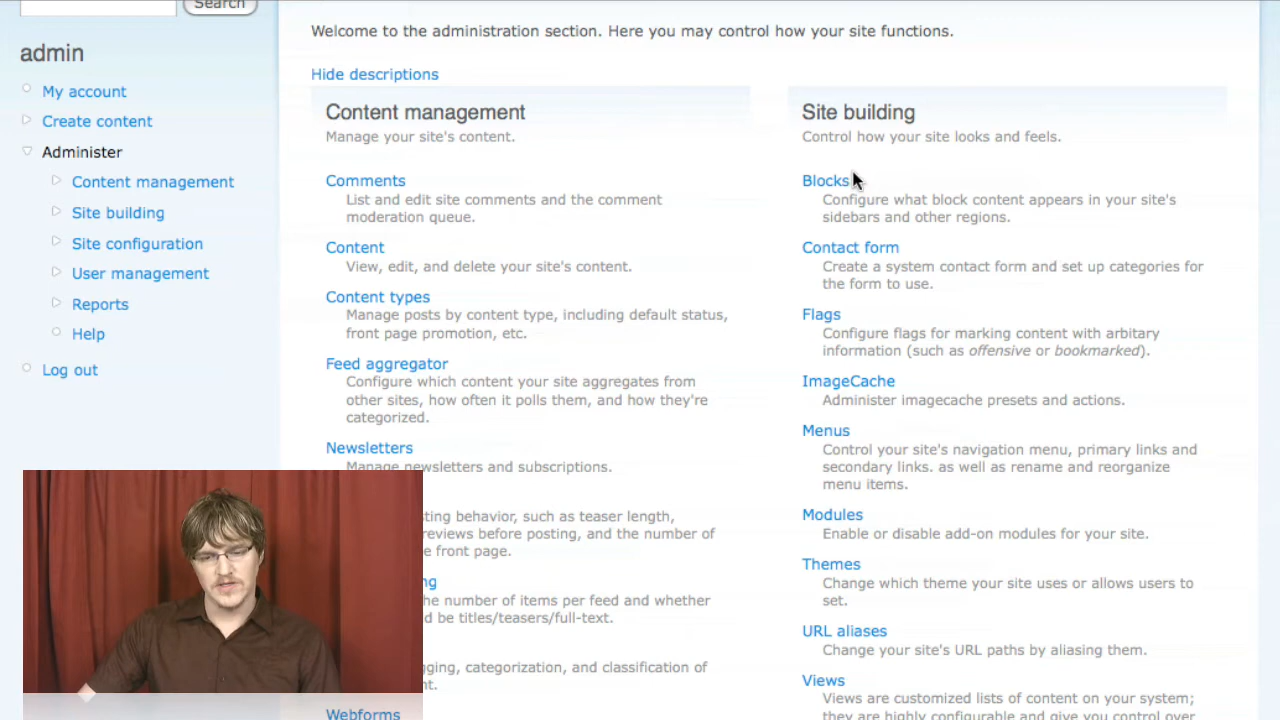 Search
admin
My account
Create content
Administer
Content management
Site building
Site configuration
User management
Reports
Help
Log out
Welcome to the administration section. Here you may control how your site functions.
Hide descriptions
Content management
Manage your site's content.
Comments
List and edit site comments and the comment
moderation queue.
Content
View, edit, and delete your site's content.
Content types
Manage posts by content type, including default status,
front page promotion, etc.
Feed aggregator
Configure which content your site aggregates from
other sites, how often it polls them, and how they're
categorized.
Newsletters
Manage newsletters and subscriptions.
sting behavior, such as teaser length,
reviews before posting, and the number of
e front page.
ng
he number of items per feed and whether
d be titles/teasers/full-text.
gging, categorization, and classification of
nt.
Webforms
Site building
Control how your site looks and feels.
Blocks
Configure what block content appears in your site's
sidebars and other regions.
Contact form
Create a system contact form and set up categories for
the form to use.
Flags
Configure flags for marking content with arbitary
information (such as offensive or bookmarked).
ImageCache
Administer imagecache presets and actions.
Menus
Control your site's navigation menu, primary links and
secondary links. as well as rename and reorganize
menu items.
Modules
Enable or disable add-on modules for your site.
Themes
Change which theme your site uses or allows users to
set.
URL aliases
Change your site's URL paths by aliasing them.
Views
Views are customized lists of content on your system;
they are highly configurable and give you control over